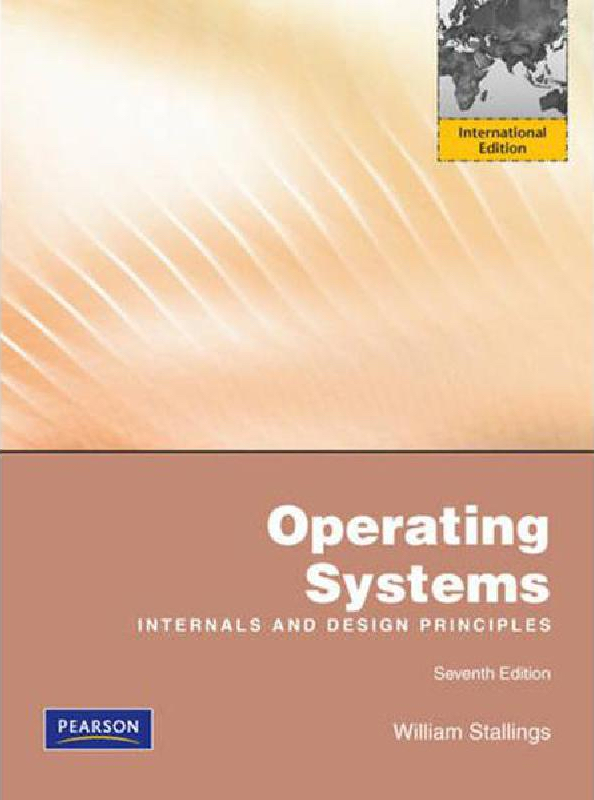 International
Edition
Operating
Systems
INTERNALS AND DESIGN PRINCIPLES
Seventh Edition
PEARSON
William Stallings